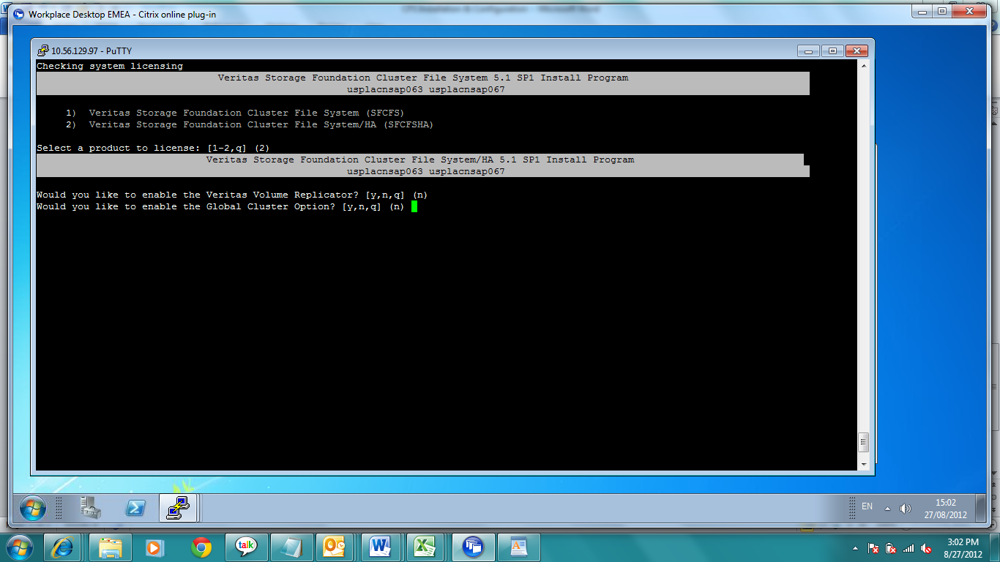 Workplace Desktop EMEA - Citrix online plug-in
10.56.129.97 - PuTTY
Checking system licensing
Veritas Storage Foundation Cluster File System 5.1 SP1 Install Program
usplacnsap063 usplacnsap067
1) Veritas Storage Foundation Cluster File System (SFCFS)
2) Veritas Storage Foundation Cluster File System/HA (SFCFSHA)
Select a product to license: [1-2,q] (2)
Veritas Storage Foundation Cluster File System/HA 5.1 SP1 Install Program
usplacnsap063 usplacnsap067
Would you like to enable the Veritas Volume Replicator? [y,n,q] (n)
Would you like to enable the Global Cluster Option? [y,n,q] (n)
EN
15:02
27/08/2012
talk
3:02 PM
8/27/2012